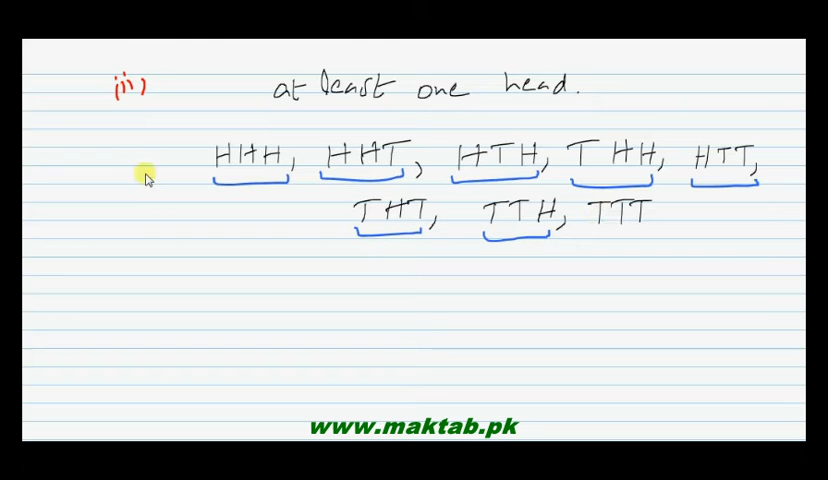 iii) at least one head.
HHH, HHT, HTH, THH, HTT,
THT, TTH, TTT
www.maktab.pk